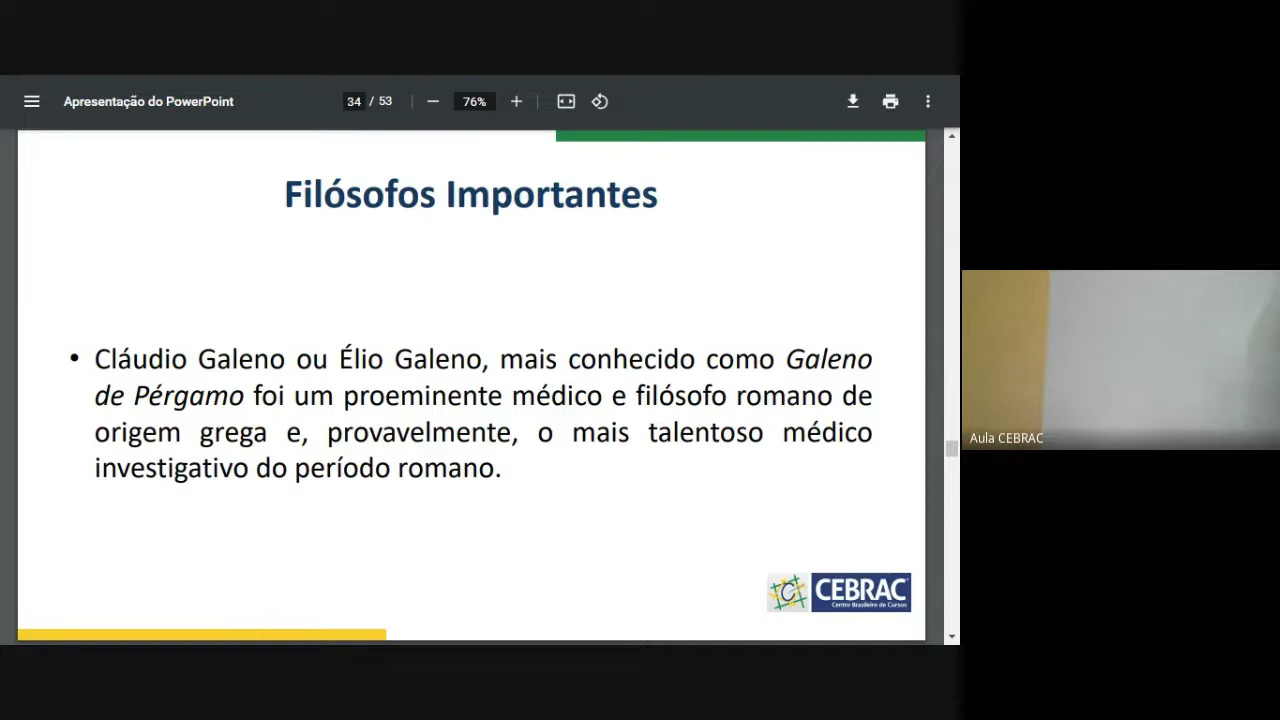 Apresentação do PowerPoint
34 / 53
76%
Filósofos Importantes
• Cláudio Galeno ou Élio Galeno, mais conhecido como Galeno
de Pérgamo foi um proeminente médico e filósofo romano de
origem grega e, provavelmente, o mais talentoso médico
investigativo do período romano.
C CEBRAC
Centro Brasileiro de Cursos
Aula CEBRAC